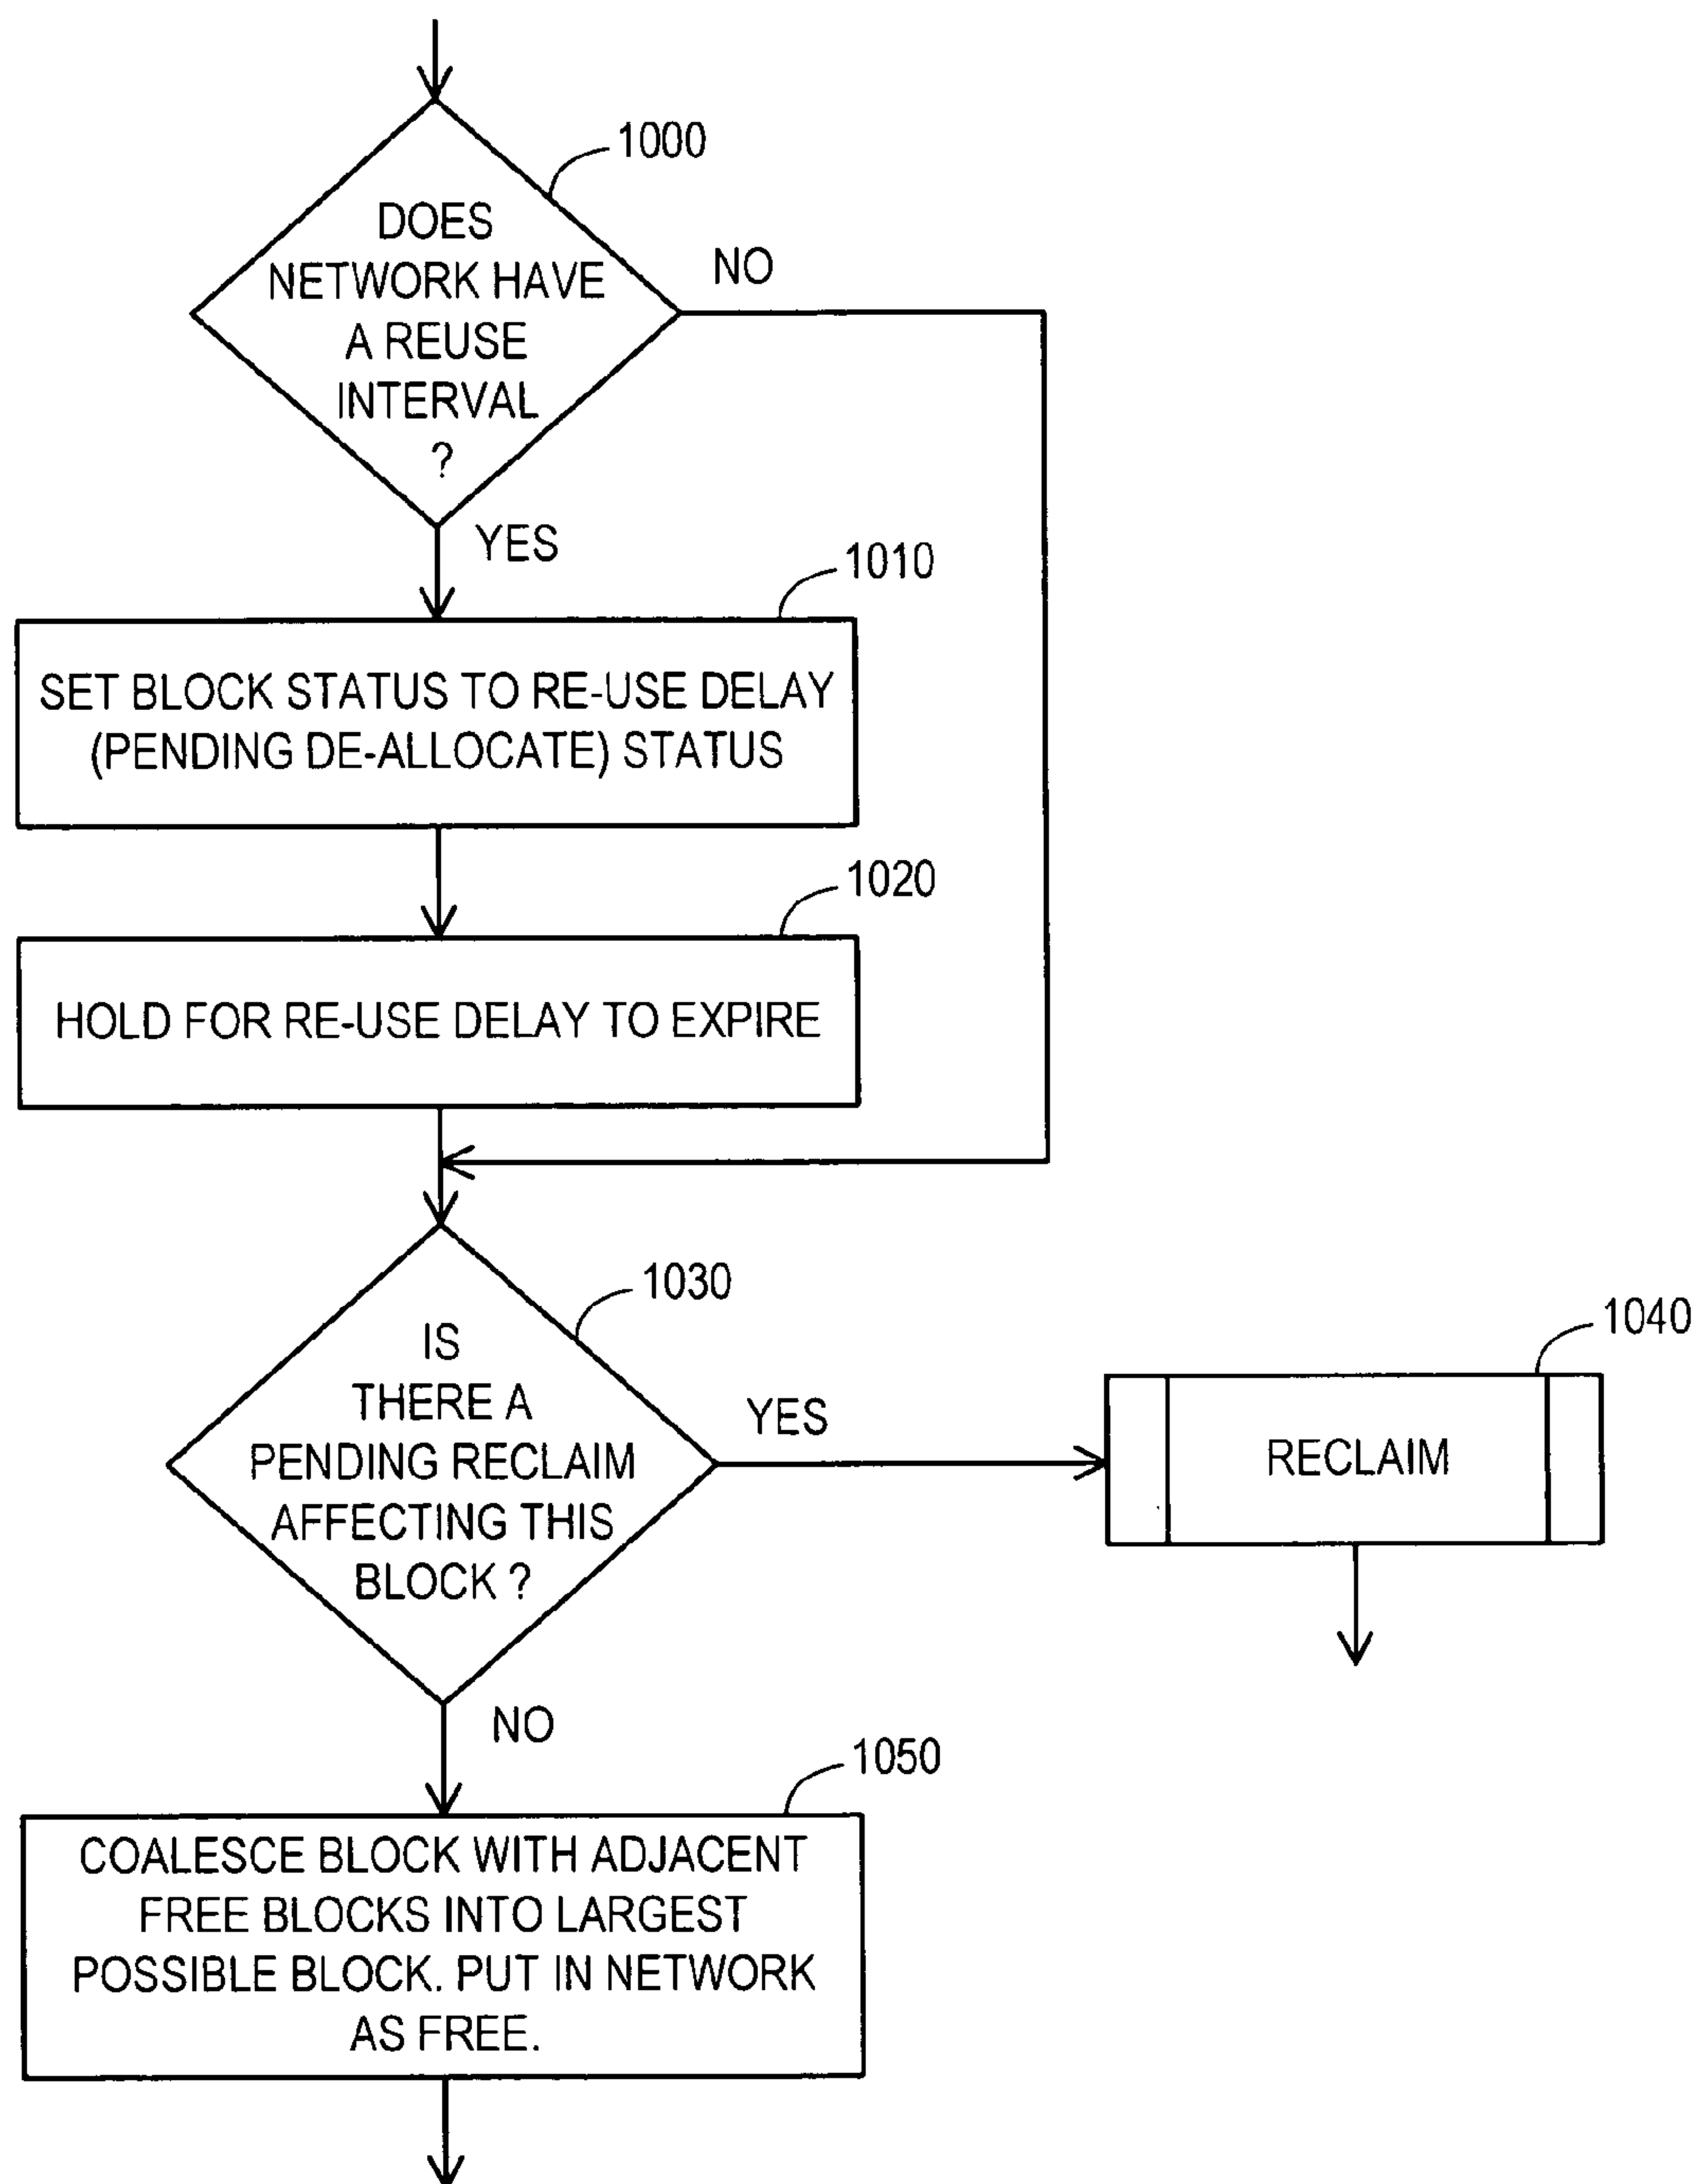 1000
DOES
NETWORK HAVE
A REUSE
INTERVAL
?
NO
YES
1010
SET BLOCK STATUS TO RE-USE DELAY
(PENDING DE-ALLOCATE) STATUS
1020
HOLD FOR RE-USE DELAY TO EXPIRE
1030
IS
THERE A
PENDING RECLAIM
AFFECTING THIS
BLOCK ?
YES
1040
RECLAIM
NO
1050
COALESCE BLOCK WITH ADJACENT
FREE BLOCKS INTO LARGEST
POSSIBLE BLOCK. PUT IN NETWORK
AS FREE.